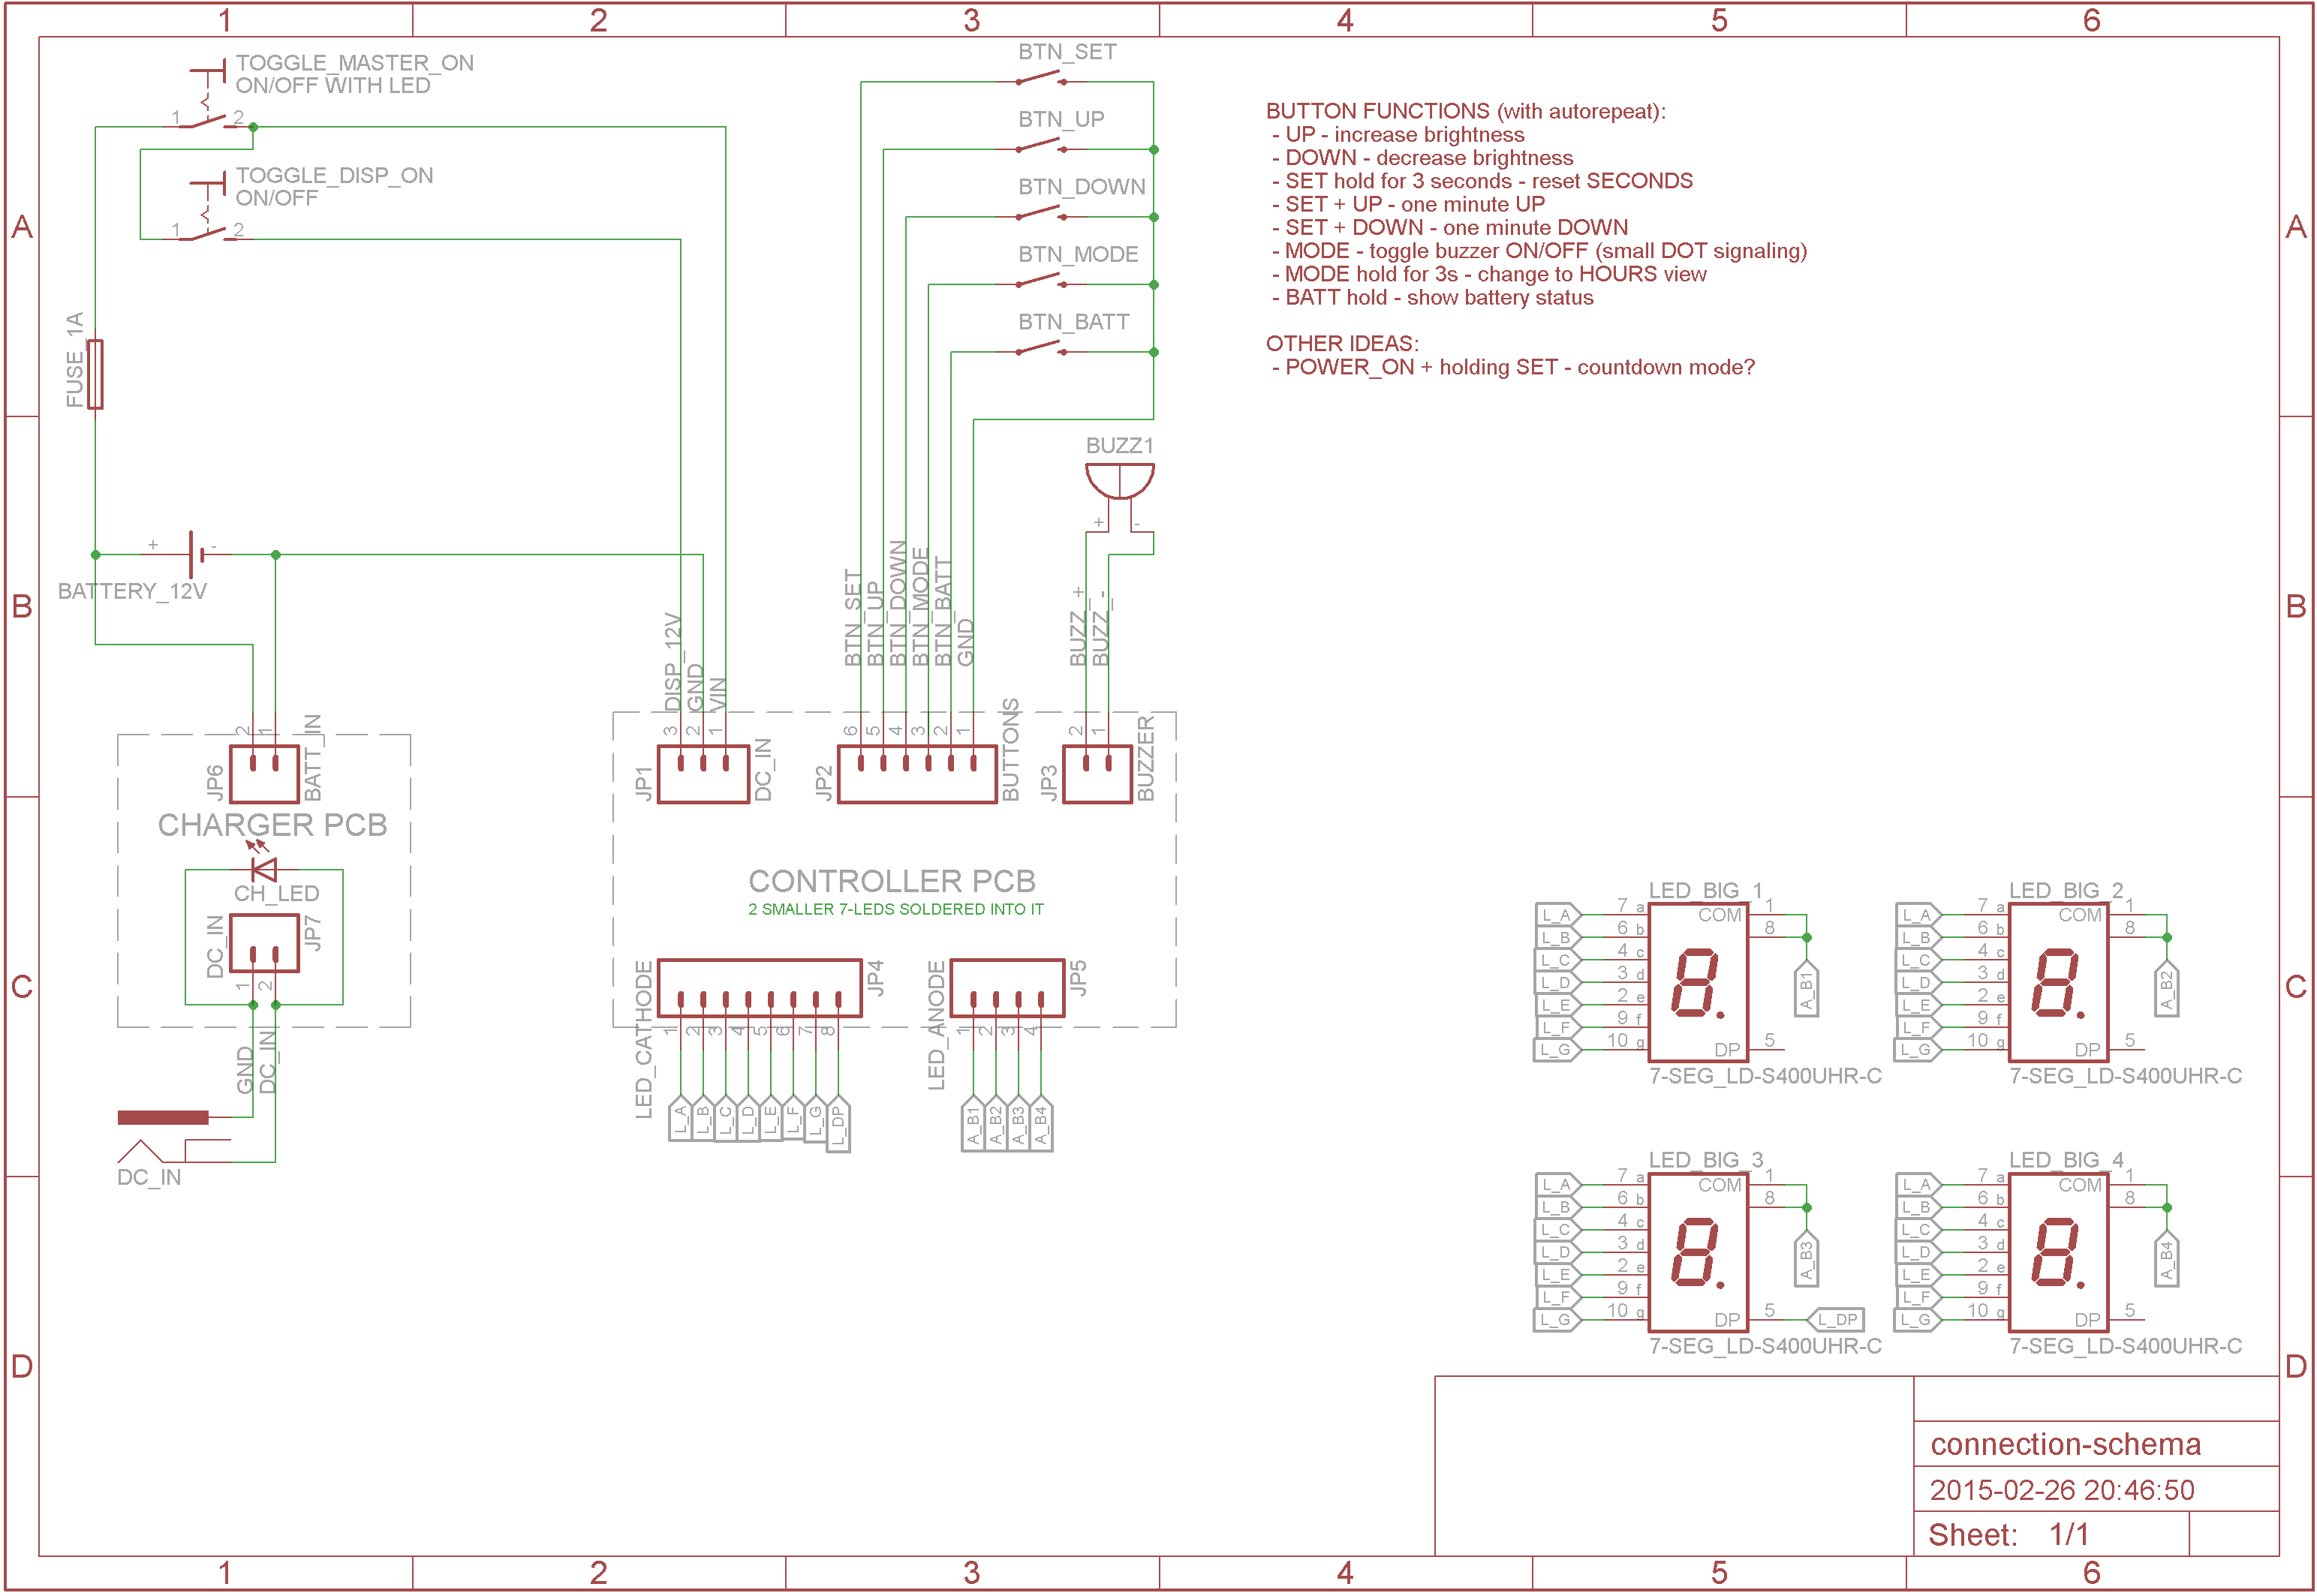 1 2 3 4 5 6
A A
B B
C C
D D
TOGGLE_MASTER_ON
ON/OFF WITH LED
1 2
TOGGLE_DISP_ON
ON/OFF
1 2
FUSE_1A
+ -
BATTERY_12V
BTN_SET
BTN_UP
BTN_DOWN
BTN_MODE
BTN_BATT
BUTTON FUNCTIONS (with autorepeat):
- UP - increase brightness
- DOWN - decrease brightness
- SET hold for 3 seconds - reset SECONDS
- SET + UP - one minute UP
- SET + DOWN - one minute DOWN
- MODE - toggle buzzer ON/OFF (small DOT signaling)
- MODE hold for 3s - change to HOURS view
- BATT hold - show battery status
OTHER IDEAS:
- POWER_ON + holding SET - countdown mode?
BUZZ1
+ -
DISP_12V
GND
VIN
BTN_SET
BTN_UP
BTN_DOWN
BTN_MODE
BTN_BATT
GND
BUZZ_+
BUZZ_-
2 1
JP6
BATT_IN
CHARGER PCB
CH_LED
DC_IN
JP7
1 2
GND
DC_IN
DC_IN
3 2 1
JP1
DC_IN
6 5 4 3 2 1
JP2
BUTTONS
2 1
JP3
BUZZER
CONTROLLER PCB
2 SMALLER 7-LEDS SOLDERED INTO IT
LED_CATHODE
JP4
1 2 3 4 5 6 7 8
L_A L_B L_C L_D L_E L_F L_G L_DP
LED_ANODE
JP5
1 2 3 4
A_B1 A_B2 A_B3 A_B4
LED_BIG_1
L_A 7 a COM 1
L_B 6 b 8
L_C 4 c
L_D 3 d
L_E 2 e
L_F 9 f
L_G 10 g DP 5
A_B1
7-SEG_LD-S400UHR-C
LED_BIG_2
L_A 7 a COM 1
L_B 6 b 8
L_C 4 c
L_D 3 d
L_E 2 e
L_F 9 f
L_G 10 g DP 5
A_B2
7-SEG_LD-S400UHR-C
LED_BIG_3
L_A 7 a COM 1
L_B 6 b 8
L_C 4 c
L_D 3 d
L_E 2 e
L_F 9 f
L_G 10 g DP 5 L_DP
A_B3
7-SEG_LD-S400UHR-C
LED_BIG_4
L_A 7 a COM 1
L_B 6 b 8
L_C 4 c
L_D 3 d
L_E 2 e
L_F 9 f
L_G 10 g DP 5
A_B4
7-SEG_LD-S400UHR-C
connection-schema
2015-02-26 20:46:50
Sheet: 1/1
1 2 3 4 5 6